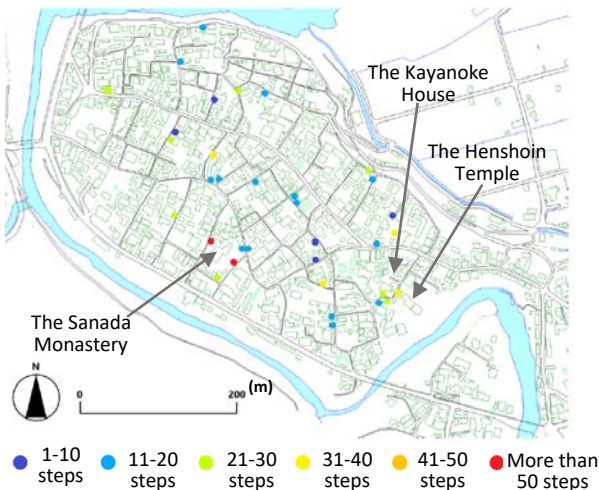 The Kayanoke
House
The Henshoin
Temple
The Sanada
Monastery
N
0
200
(m)
1-10
steps
11-20
steps
21-30
steps
31-40
steps
41-50
steps
More than
50 steps